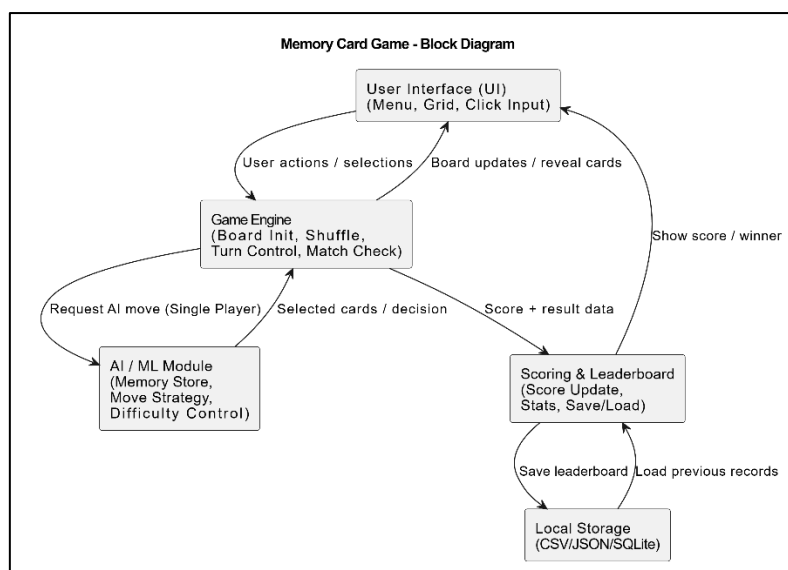 Memory Card Game - Block Diagram
User Interface (UI)
(Menu, Grid, Click Input)
User actions / selections
Board updates / reveal cards
Game Engine
(Board Init, Shuffle,
Turn Control, Match Check)
Show score / winner
Request AI move (Single Player)
Selected cards / decision
Score + result data
AI / ML Module
(Memory Store,
Move Strategy,
Difficulty Control)
Scoring & Leaderboard
(Score Update,
Stats, Save/Load)
Save leaderboard
Load previous records
Local Storage
(CSV/JSON/SQLite)